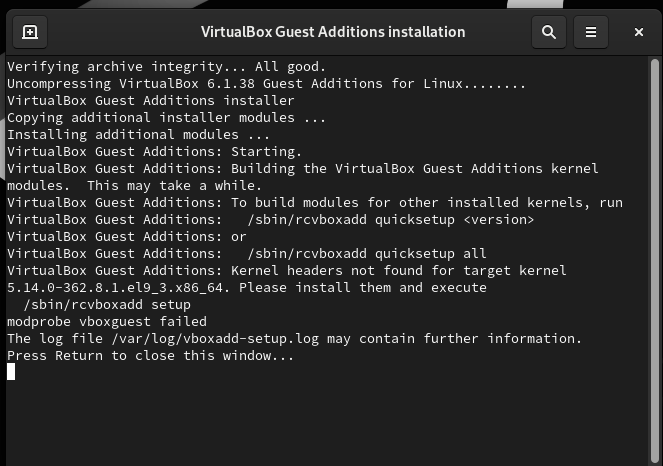 VirtualBox Guest Additions installation
Verifying archive integrity... All good.
Uncompressing VirtualBox 6.1.38 Guest Additions for Linux........
VirtualBox Guest Additions installer
Copying additional installer modules ...
Installing additional modules ...
VirtualBox Guest Additions: Starting.
VirtualBox Guest Additions: Building the VirtualBox Guest Additions kernel
modules.  This may take a while.
VirtualBox Guest Additions: To build modules for other installed kernels, run
VirtualBox Guest Additions:   /sbin/rcvboxadd quicksetup <version>
VirtualBox Guest Additions: or
VirtualBox Guest Additions:   /sbin/rcvboxadd quicksetup all
VirtualBox Guest Additions: Kernel headers not found for target kernel
5.14.0-362.8.1.el9_3.x86_64. Please install them and execute
  /sbin/rcvboxadd setup
modprobe vboxguest failed
The log file /var/log/vboxadd-setup.log may contain further information.
Press Return to close this window...